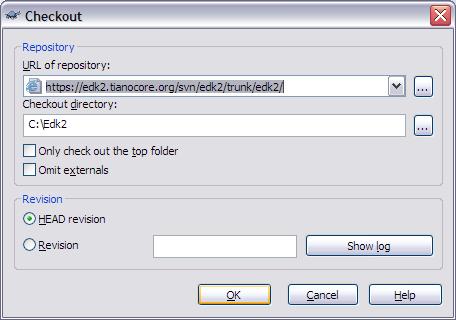 Checkout
Repository
URL of repository:
https://edk2.tianocore.org/svn/edk2/trunk/edk2/
...
Checkout directory:
C:\Edk2
...
Only check out the top folder
Omit externals
Revision
HEAD revision
Revision
Show log
OK
Cancel
Help